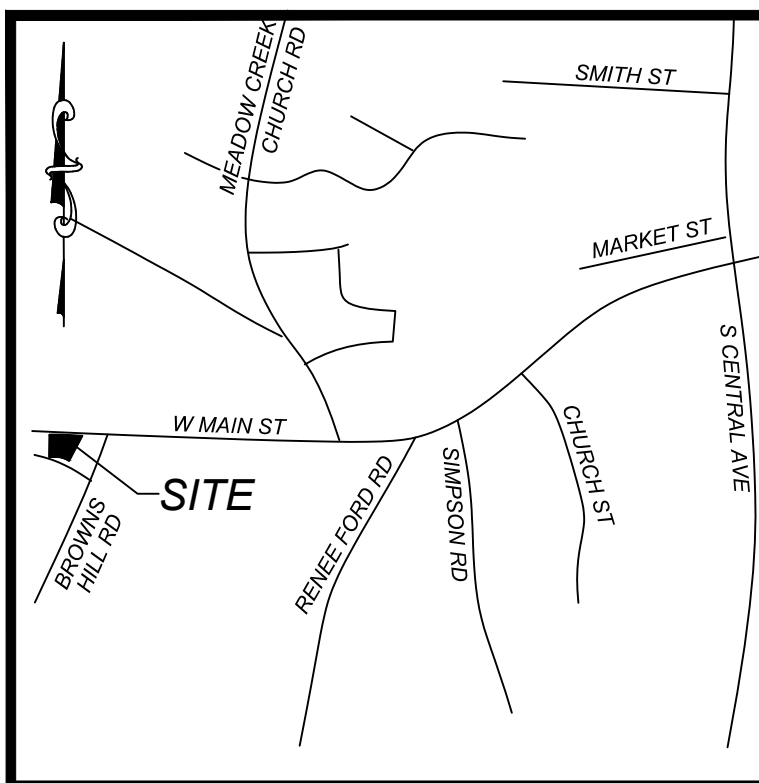 MEADOW CREEK
CHURCH RD
SMITH ST
MARKET ST
S CENTRAL AVE
W MAIN ST
SITE
BROWNS
HILL RD
RENEE FORD RD
SIMPSON RD
CHURCH ST